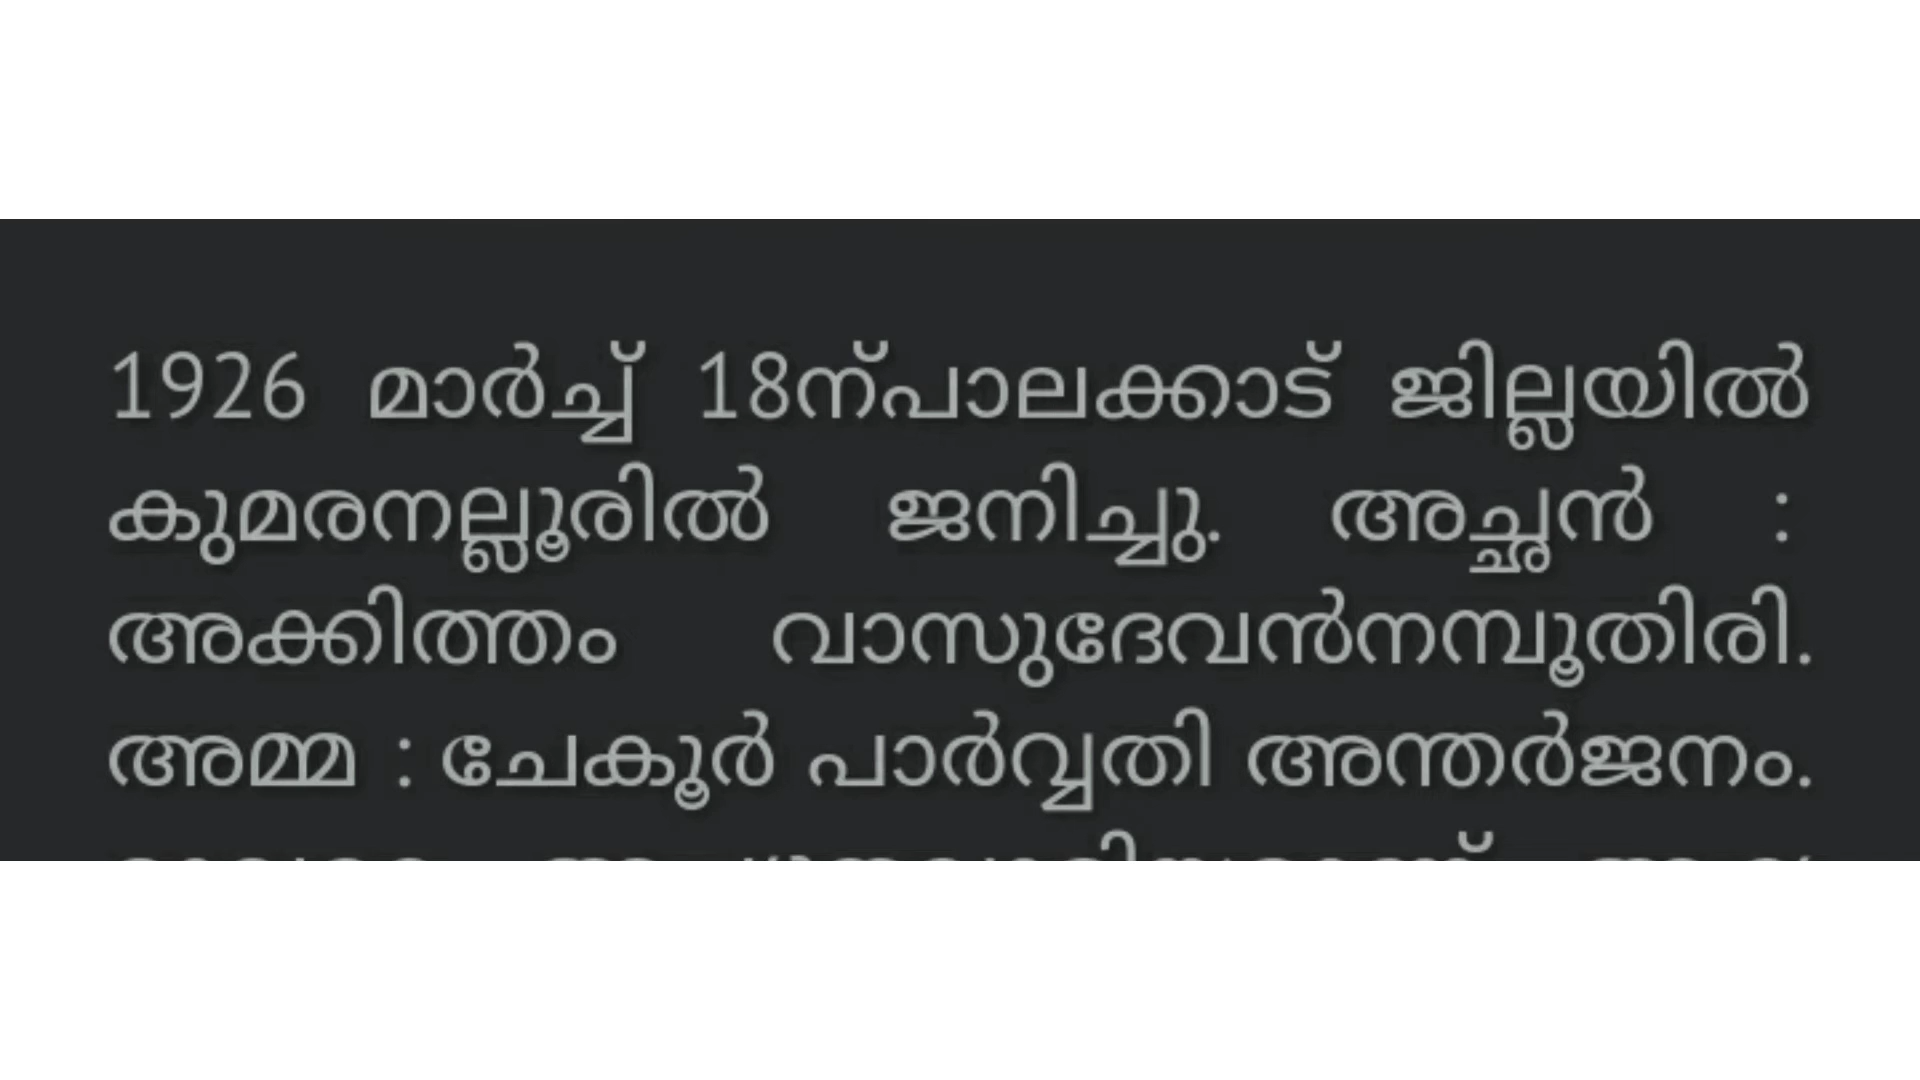 1926 മാർച്ച് 18ന്പാലക്കാട് ജില്ലയിൽ
കുമരനല്ലൂരിൽ ജനിച്ചു. അച്ഛൻ :
അക്കിത്തം വാസുദേവൻനമ്പൂതിരി.
അമ്മ : ചേകൂർ പാർവ്വതി അന്തർജനം.